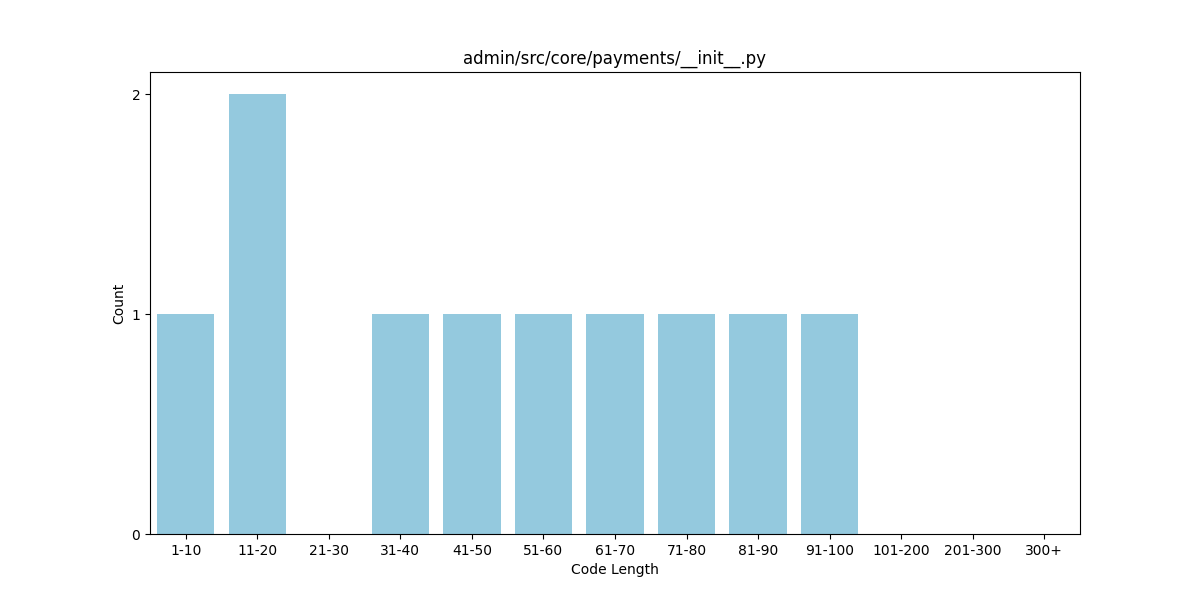 admin/src/core/payments/__init__.py
2
1
0
Count
1-10 11-20 21-30 31-40 41-50 51-60 61-70 71-80 81-90 91-100 101-200 201-300 300+
Code Length